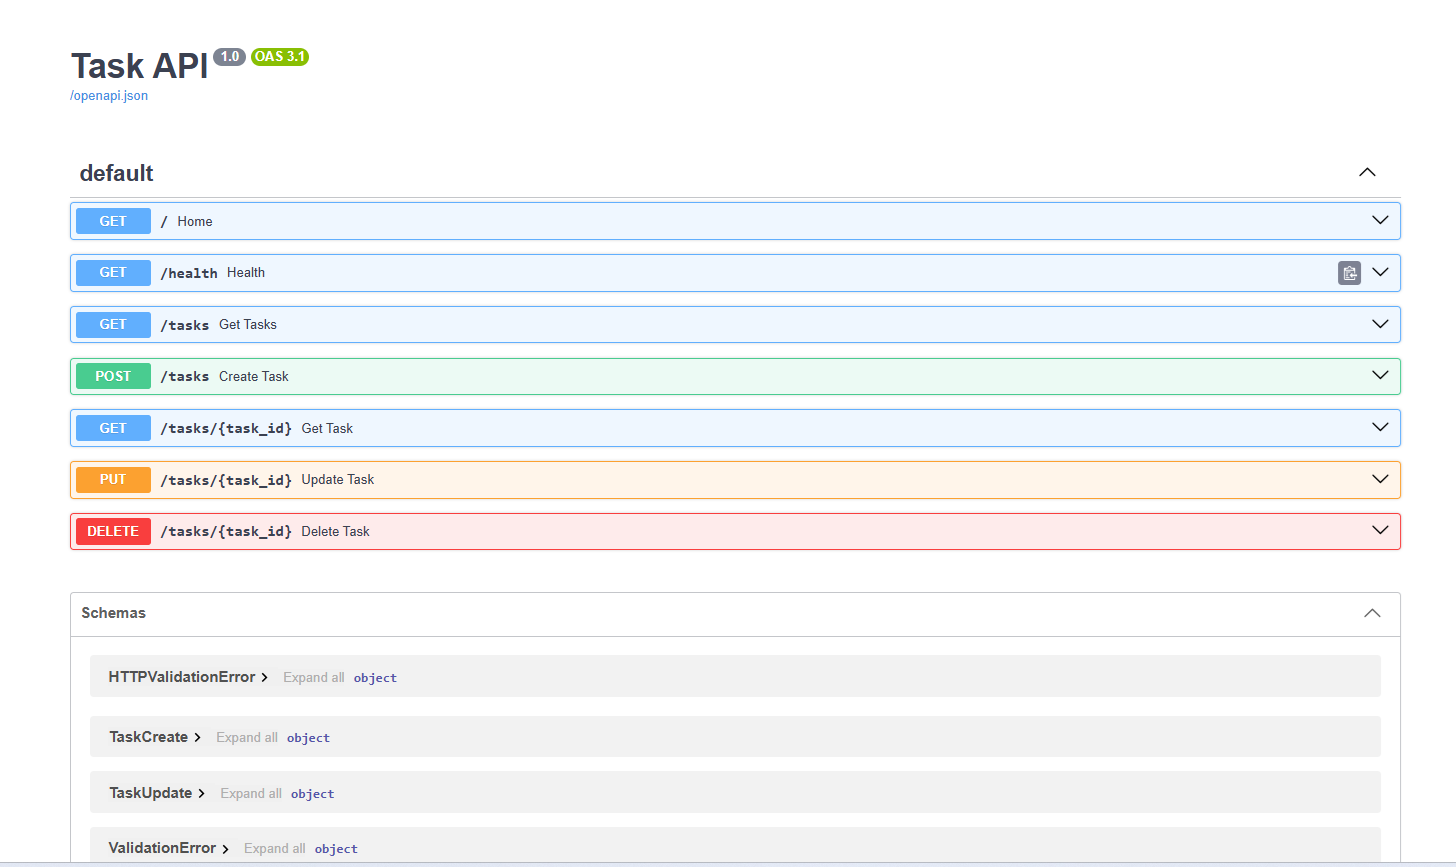 Task API 1.0 OAS 3.1
/openapi.json
default
GET / Home
GET /health Health
GET /tasks Get Tasks
POST /tasks Create Task
GET /tasks/{task_id} Get Task
PUT /tasks/{task_id} Update Task
DELETE /tasks/{task_id} Delete Task
Schemas
HTTPValidationError Expand all object
TaskCreate Expand all object
TaskUpdate Expand all object
ValidationError Expand all object